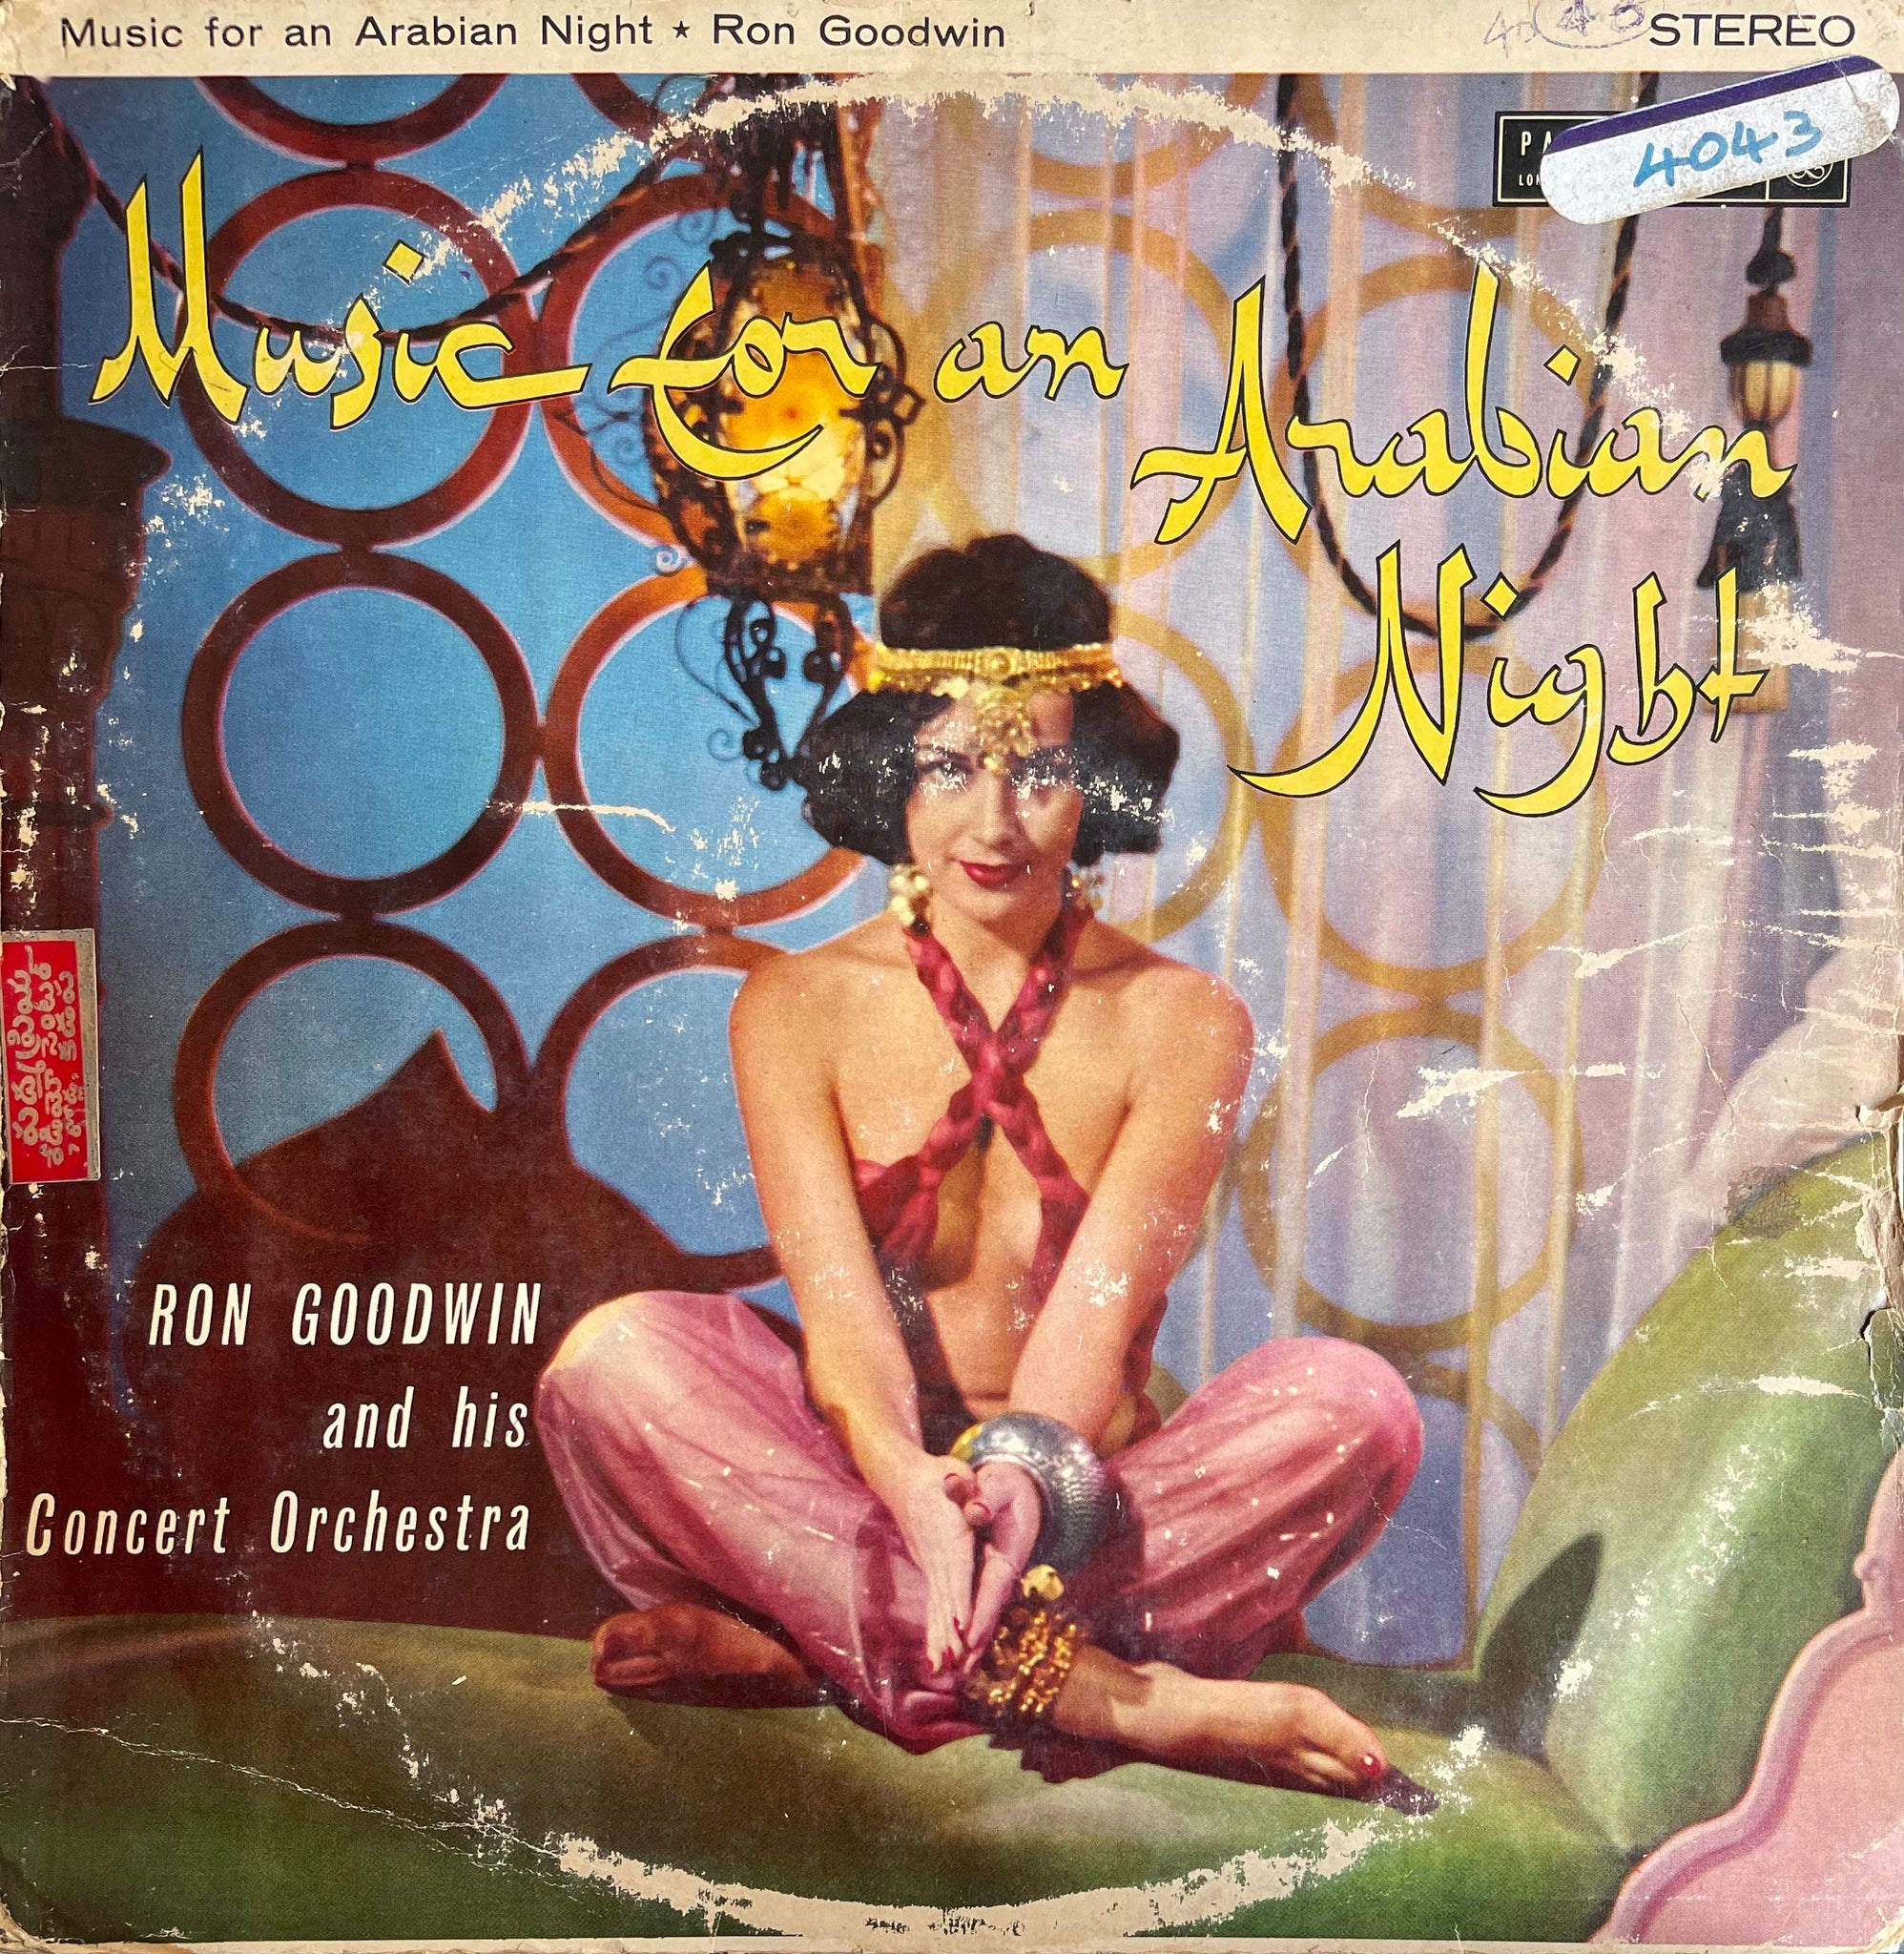 Music for an Arabian Night ★ Ron Goodwin
STEREO
4043
Music for an Arabian
Night
RON GOODWIN
and his
Concert Orchestra